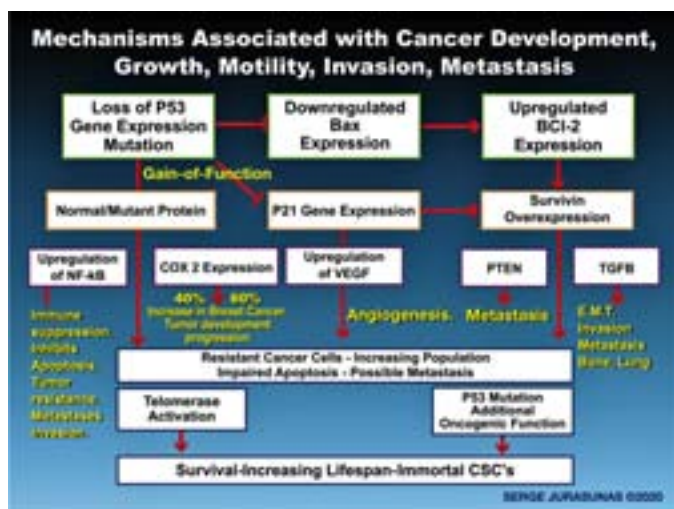 Mechanisms Associated with Cancer Development,
Growth, Motility, Invasion, Metastasis
Loss of P53
Gene Expression
Mutation
Downregulated
Bax
Expression
Upregulated
BCl-2
Expression
Gain-of-Function
Normal/Mutant Protein
P21 Gene Expression
Survivin
Overexpression
Upregulation
of NF-kB
COX 2 Expression
Upregulation
of VEGF
PTEN
TGFB
40% 60%
Increase in Breast Cancer
Tumor development
progression
Angiogenesis.
Metastasis
Immune
suppression.
Inhibits
Apoptosis.
Tumor
resistance.
Metastases
Invasion.
E.M.T.
Invasion
Metastasis
Bone, Lung
Resistant Cancer Cells - Increasing Population
Impaired Apoptosis - Possible Metastasis
Telomerase
Activation
P53 Mutation
Additional
Oncogenic Function
Survival-Increasing Lifespan-Immortal CSC's
SERGE JURASUNAS ©2020